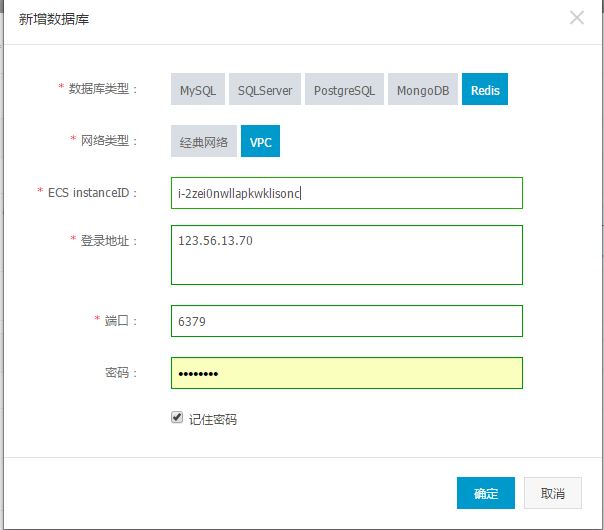 新增数据库
* 数据库类型： MySQL SQLServer PostgreSQL MongoDB Redis
* 网络类型： 经典网络 VPC
* ECS instanceID： i-2zei0nwllapkwklisonc
* 登录地址： 123.56.13.70
* 端口： 6379
密码： ••••••••
记住密码
确定 取消